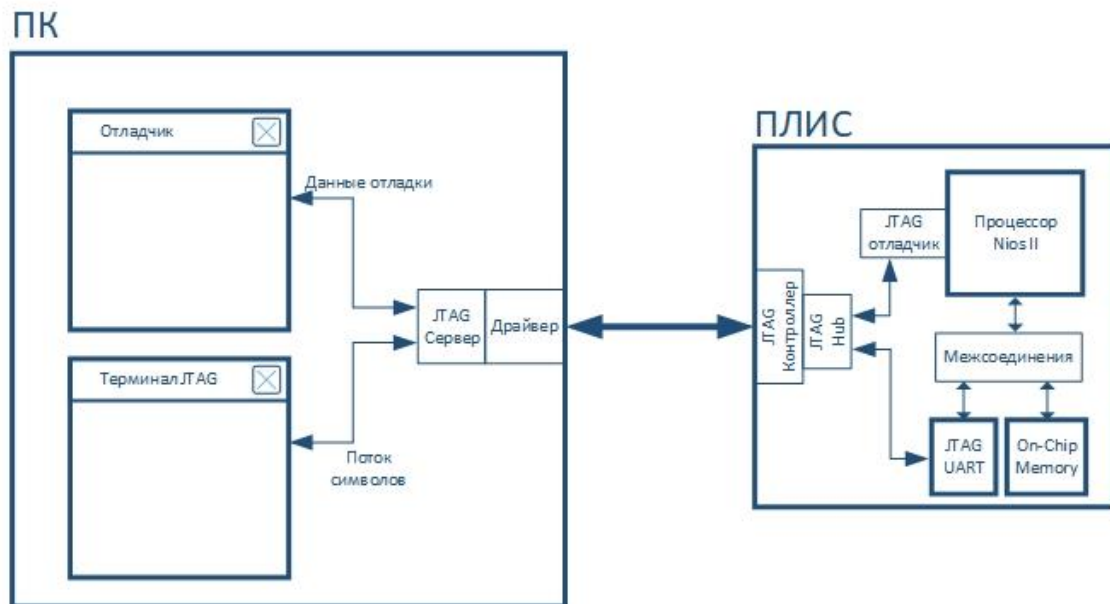 ПК
Отладчик
Данные отладки
JTAG
Сервер
Драйвер
Терминал JTAG
Поток
символов
ПЛИС
JTAG
отладчик
Процессор
Nios II
JTAG
Контроллер
JTAG
Hub
Межсоединения
JTAG
UART
On-Chip
Memory